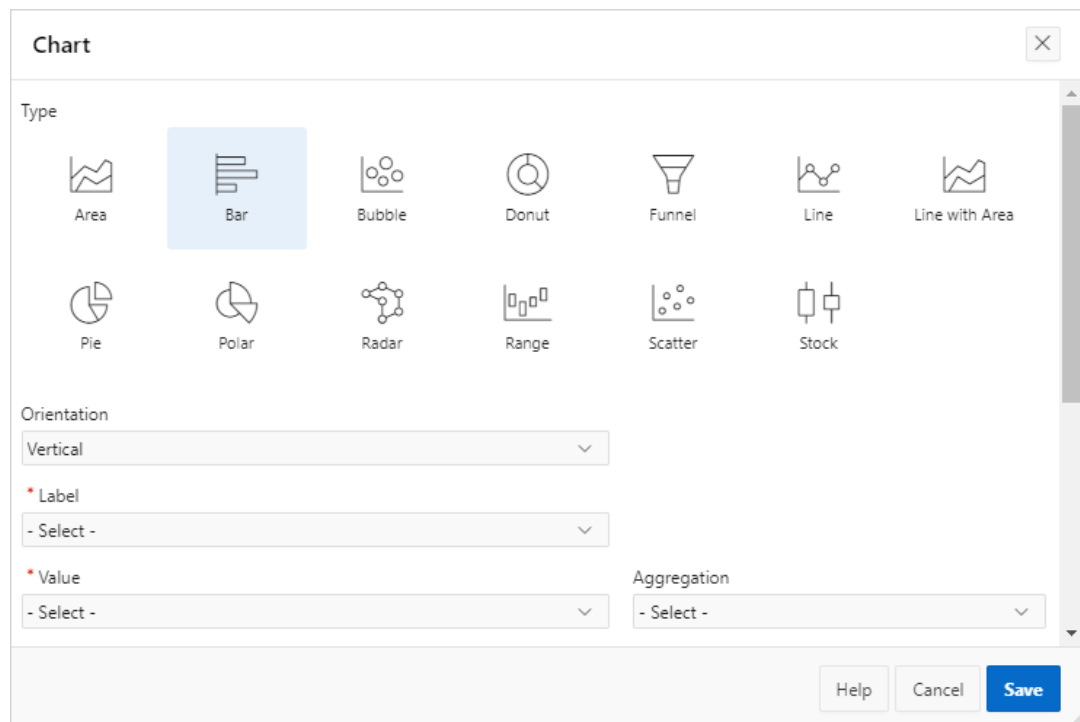 Chart
Type
Area Bar Bubble Donut Funnel Line Line with Area
Pie Polar Radar Range Scatter Stock
Orientation
Vertical
* Label
- Select -
* Value Aggregation
- Select - - Select -
Help Cancel Save